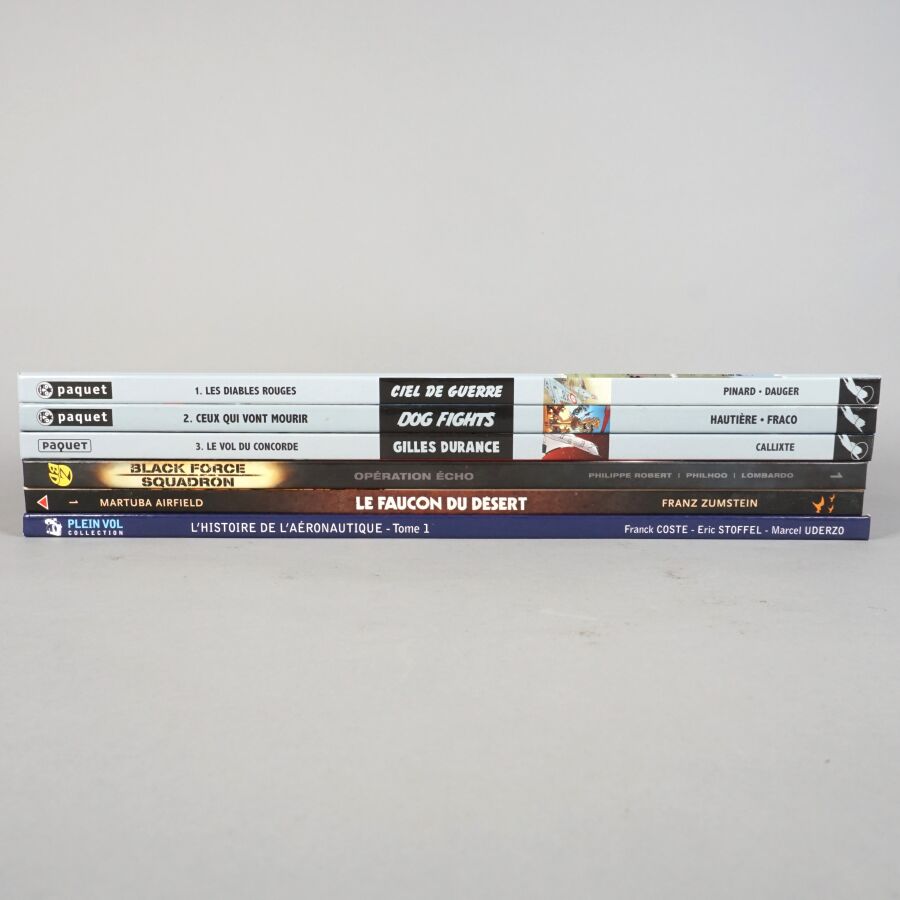 paquet 1. LES DIABLES ROUGES CIEL DE GUERRE PINARD • DAUGER
paquet 2. CEUX QUI VONT MOURIR DOG FIGHTS HAUTIÈRE • FRACO
PAQUET 3. LE VOL DU CONCORDE GILLES DURANCE CALLIXTE
BLACK FORCE
SQUADRON OPÉRATION ÉCHO PHILIPPE ROBERT | PHILHOO | LOMBARDO 1
1 MARTUBA AIRFIELD LE FAUCON DU DÉSERT FRANZ ZUMSTEIN
PLEIN VOL
COLLECTION L'HISTOIRE DE L'AÉRONAUTIQUE - Tome 1 Franck COSTE - Eric STOFFEL - Marcel UDERZO